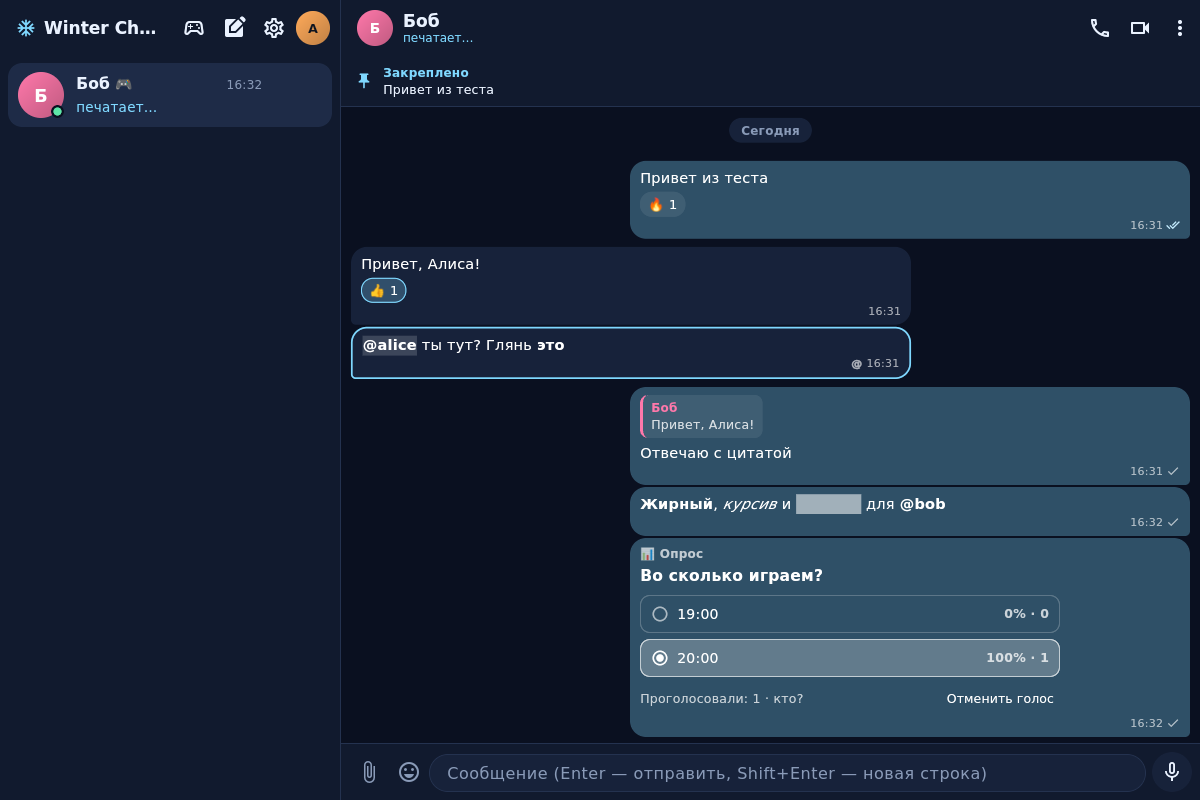 Winter Ch...
A
Б
Боб 🎮
16:32
печатает...
Б
Боб
печатает...
Закреплено
Привет из теста
Сегодня
Привет из теста
🔥 1
16:31
Привет, Алиса!
👍 1
16:31
@alice ты тут? Глянь это
@ 16:31
Боб
Привет, Алиса!
Отвечаю с цитатой
16:31
Жирный, курсив и для @bob
16:32
📊 Опрос
Во сколько играем?
19:00 0% · 0
20:00 100% · 1
Проголосовали: 1 · кто? Отменить голос
16:32
Сообщение (Enter — отправить, Shift+Enter — новая строка)